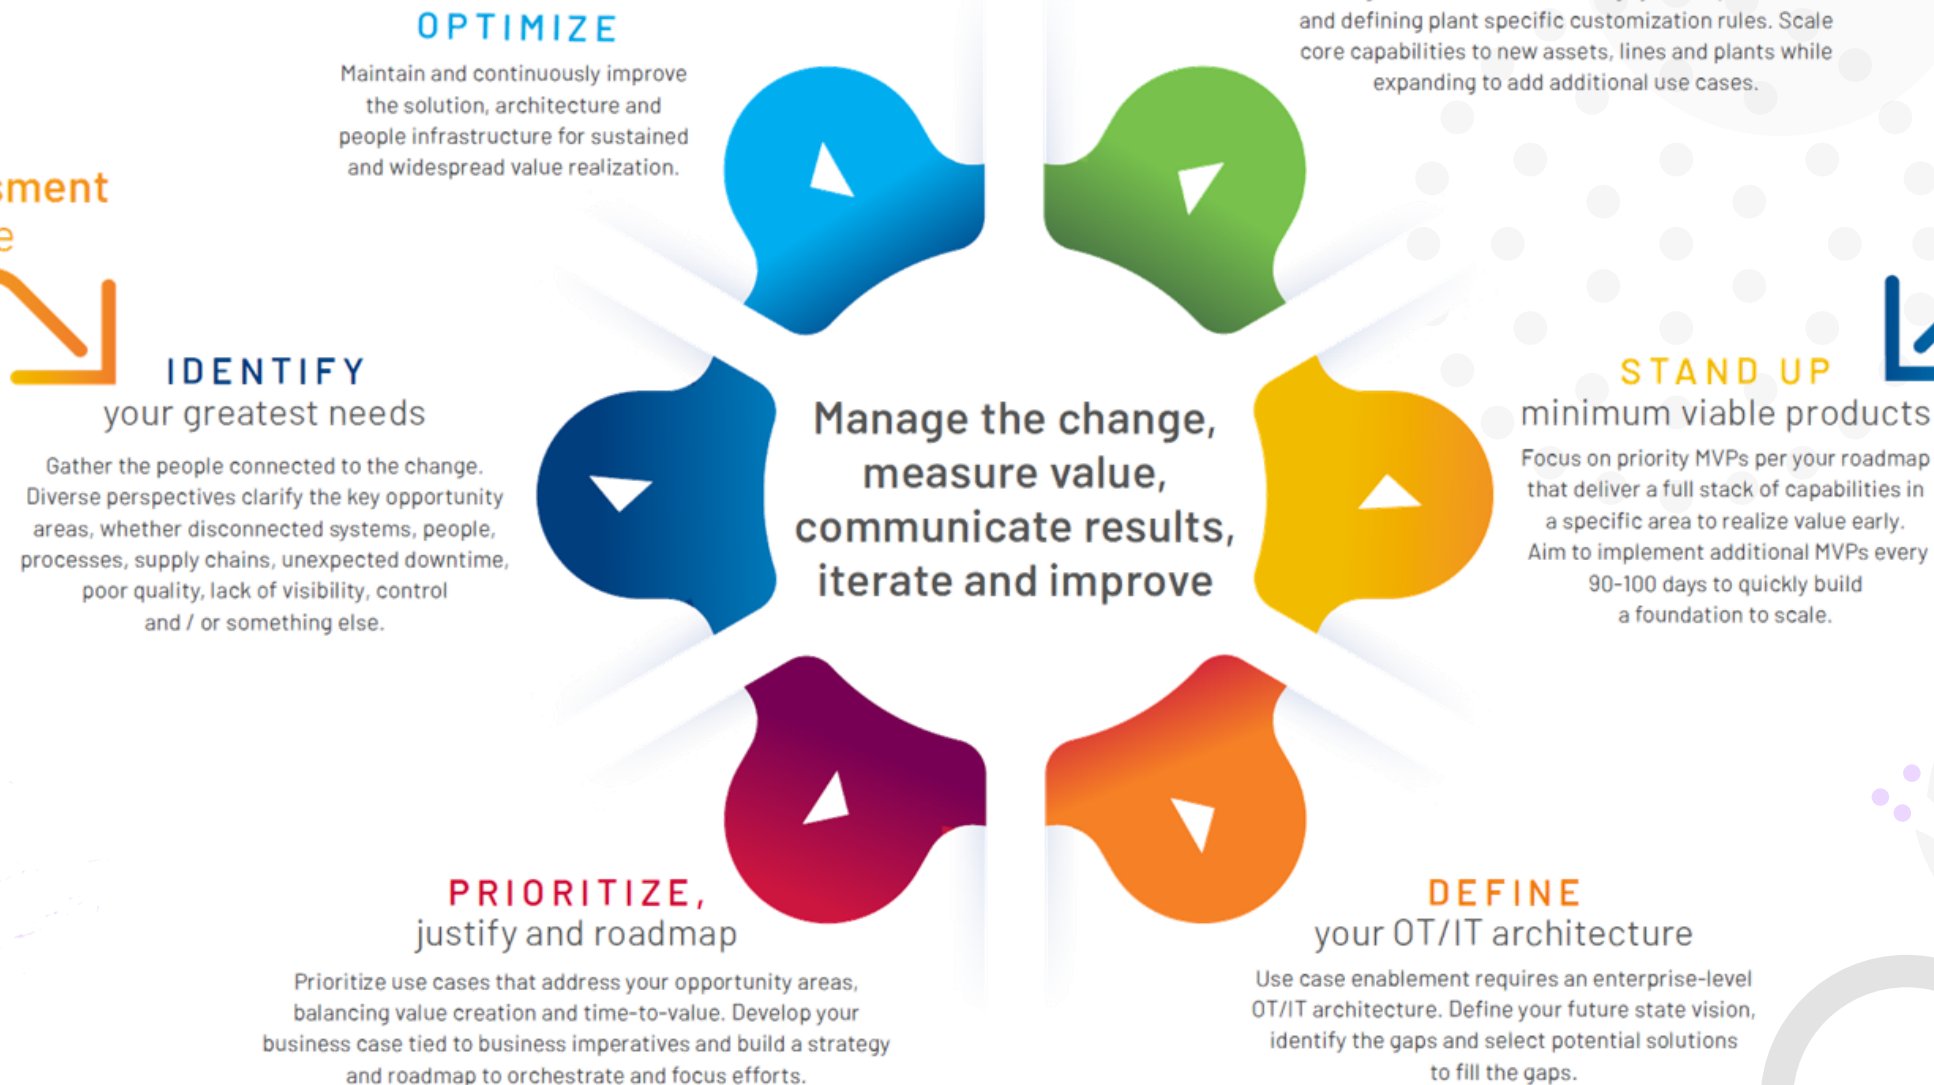 OPTIMIZE
Maintain and continuously improve
the solution, architecture and
people infrastructure for sustained
and widespread value realization.
and defining plant specific customization rules. Scale
core capabilities to new assets, lines and plants while
expanding to add additional use cases.
sment
e
IDENTIFY
your greatest needs
Gather the people connected to the change.
Diverse perspectives clarify the key opportunity
areas, whether disconnected systems, people,
processes, supply chains, unexpected downtime,
poor quality, lack of visibility, control
and / or something else.
Manage the change,
measure value,
communicate results,
iterate and improve
STAND UP
minimum viable products
Focus on priority MVPs per your roadmap
that deliver a full stack of capabilities in
a specific area to realize value early.
Aim to implement additional MVPs every
90-100 days to quickly build
a foundation to scale.
PRIORITIZE,
justify and roadmap
Prioritize use cases that address your opportunity areas,
balancing value creation and time-to-value. Develop your
business case tied to business imperatives and build a strategy
and roadmap to orchestrate and focus efforts.
DEFINE
your OT/IT architecture
Use case enablement requires an enterprise-level
OT/IT architecture. Define your future state vision,
identify the gaps and select potential solutions
to fill the gaps.